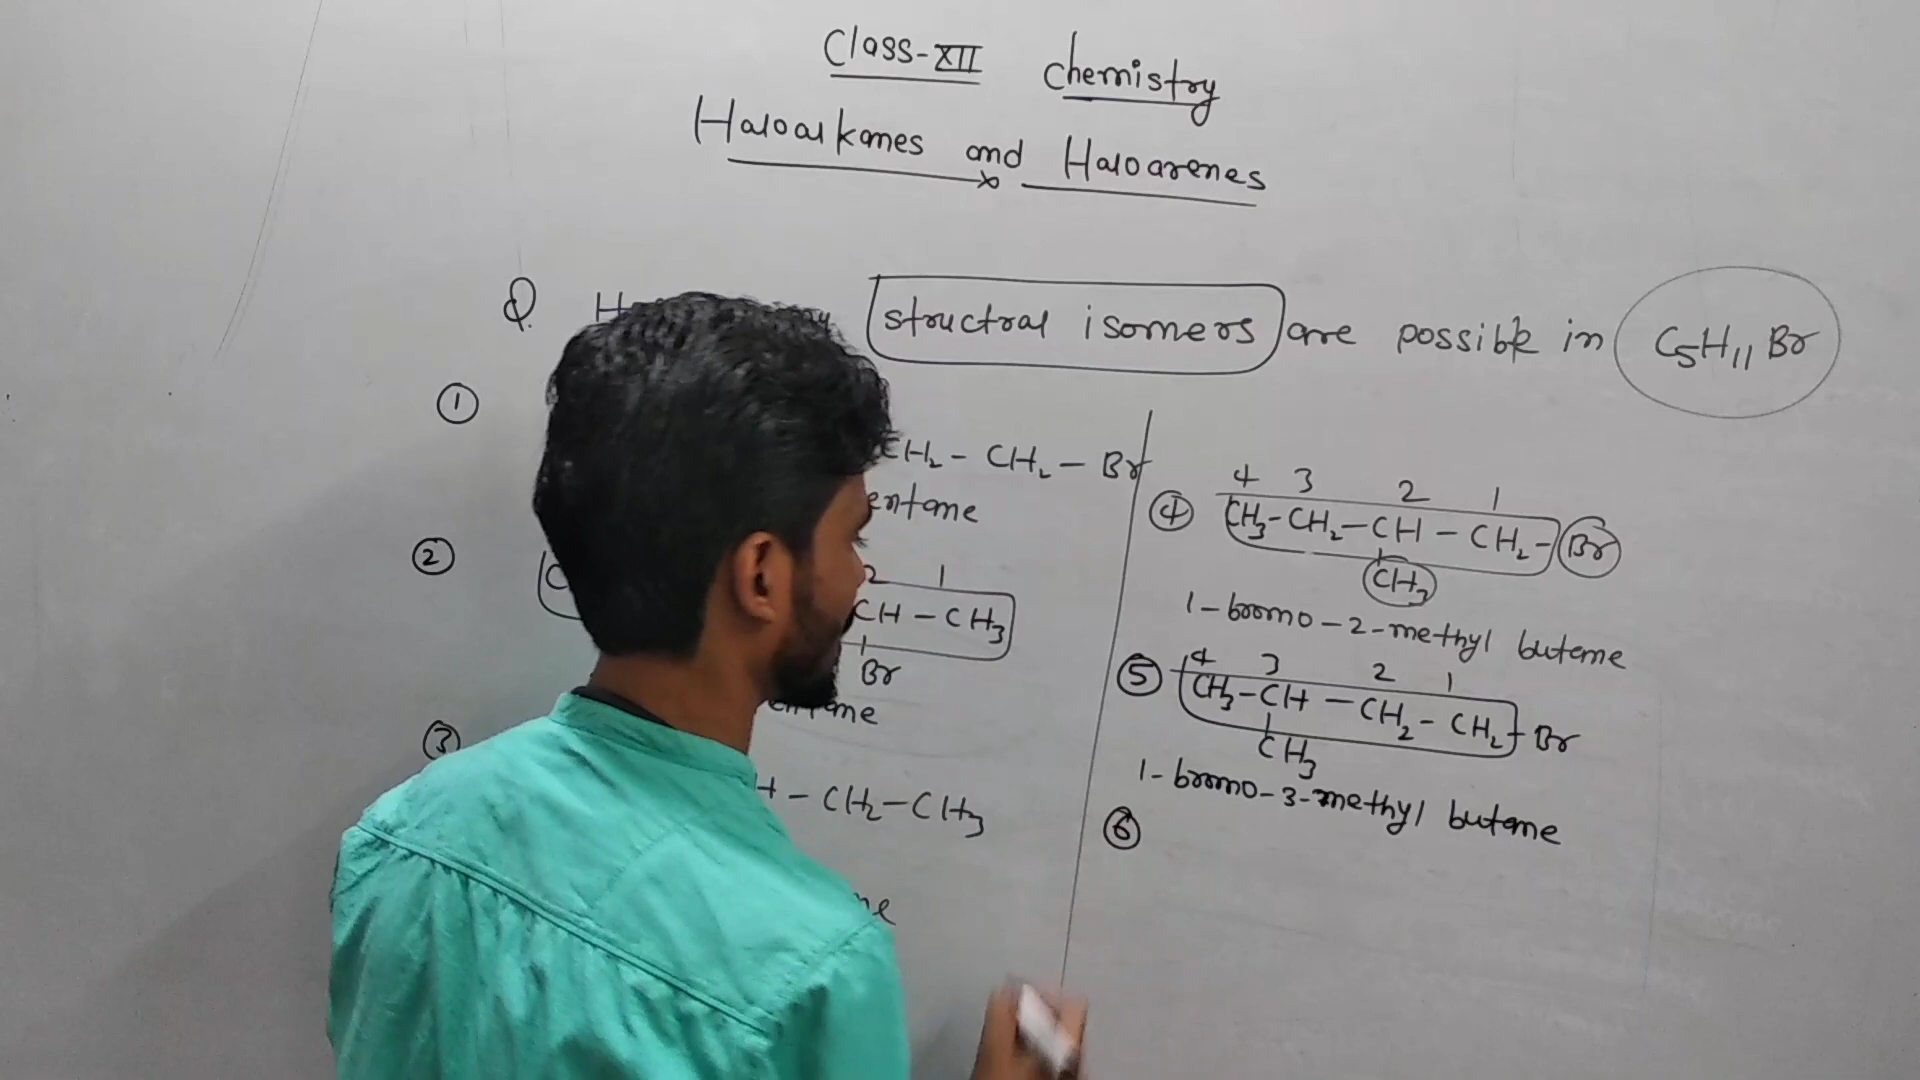 Class-XII Chemistry
Haloalkanes and Haloarenes
Q. structral isomers are possible in C₅H₁₁Br
①
CH₂ - CH₂ - Br
entane
②
2 1
CH - CH₃
Br
entane
③
H - CH₂ - CH₃
ne
4 3 2 1
④ CH₃ - CH₂ - CH - CH₂ - Br
CH₃
1-bromo-2-methyl butane
4 3 2 1
⑤ CH₃ - CH - CH₂ - CH₂ - Br
CH₃
1-bromo-3-methyl butane
⑥